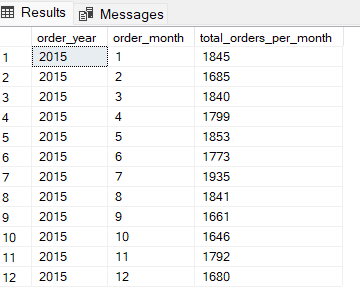 Results Messages
order_year order_month total_orders_per_month
1 2015 1 1845
2 2015 2 1685
3 2015 3 1840
4 2015 4 1799
5 2015 5 1853
6 2015 6 1773
7 2015 7 1935
8 2015 8 1841
9 2015 9 1661
10 2015 10 1646
11 2015 11 1792
12 2015 12 1680